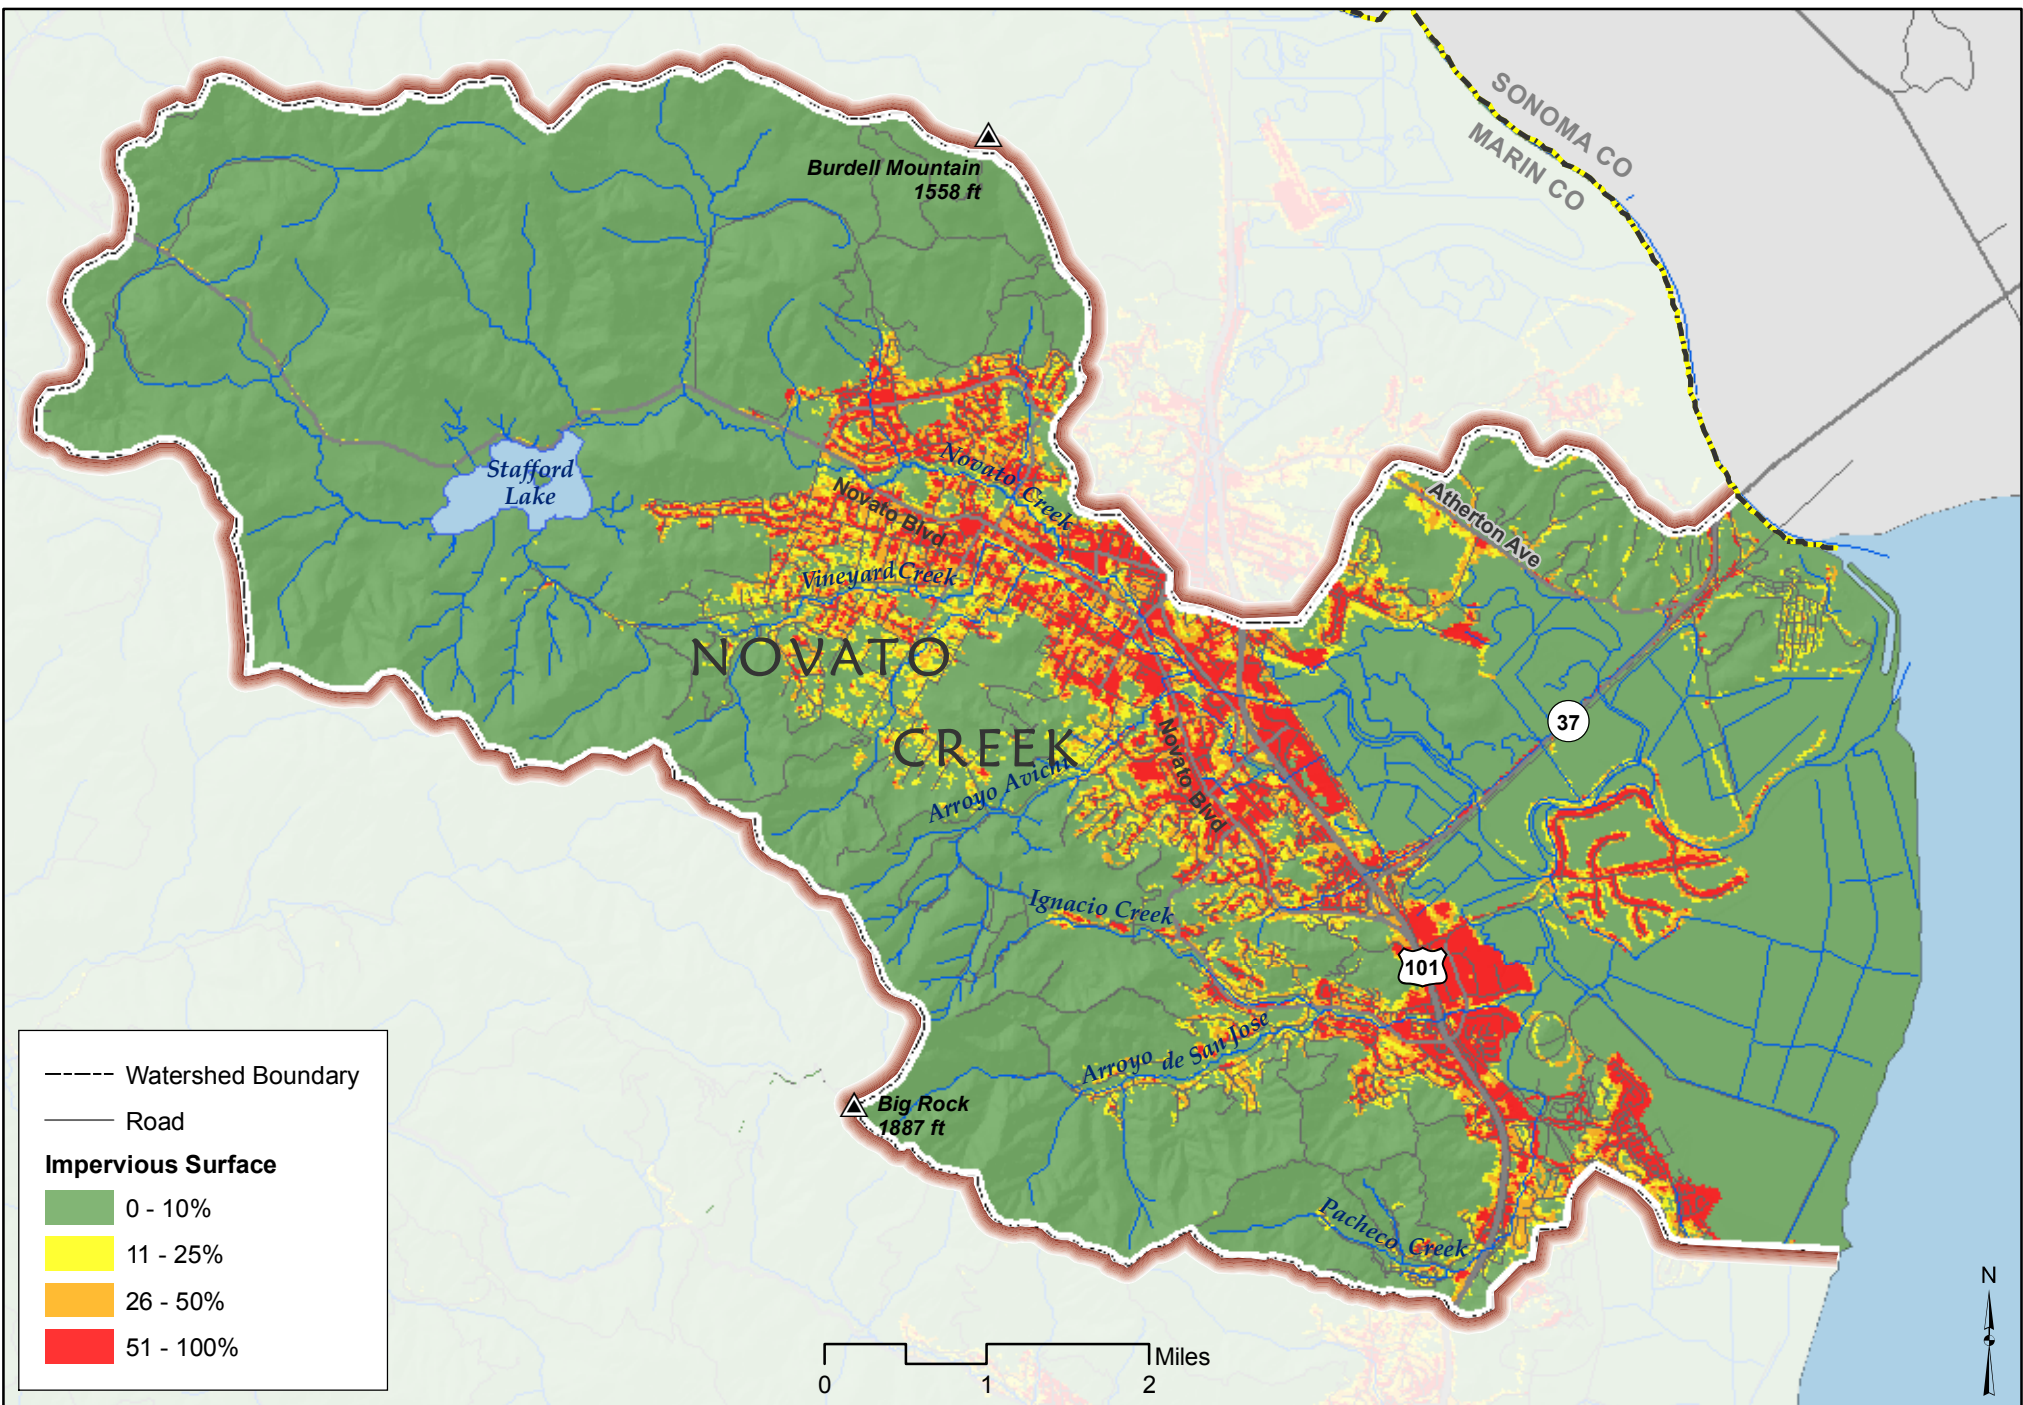 SONOMA CO
MARIN CO
Burdell Mountain
1558 ft
Stafford
Lake
Novato Creek
Novato Blvd
Atherton Ave
Vineyard Creek
NOVATO
CREEK
37
Novato Blvd
Arroyo Avichi
Ignacio Creek
101
Arroyo de San Jose
Big Rock
1887 ft
Pacheco Creek
Watershed Boundary
Road
Impervious Surface
0 - 10%
11 - 25%
26 - 50%
51 - 100%
Miles
0 1 2
N